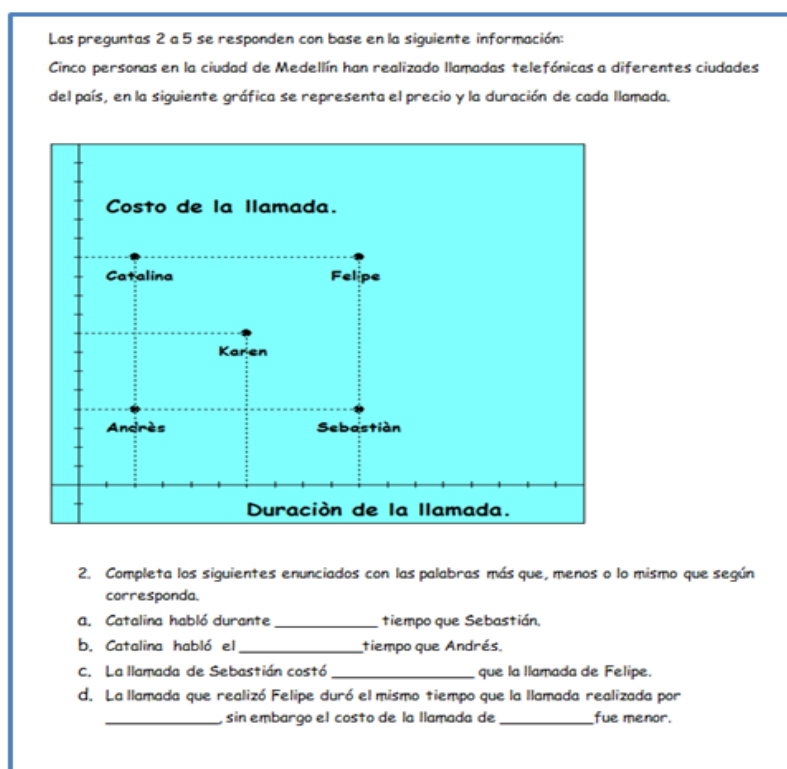 Las preguntas 2 a 5 se responden con base en la siguiente información:
Cinco personas en la ciudad de Medellín han realizado llamadas telefónicas a diferentes ciudades
del país, en la siguiente gráfica se representa el precio y la duración de cada llamada.
Costo de la llamada.
Catalina Felipe
Karen
Andrès Sebastiàn
Duraciòn de la llamada.
2. Completa los siguientes enunciados con las palabras más que, menos o lo mismo que según
corresponda.
a. Catalina habló durante ____________ tiempo que Sebastián.
b. Catalina habló el ______________tiempo que Andrés.
c. La llamada de Sebastián costó ________________ que la llamada de Felipe.
d. La llamada que realizó Felipe duró el mismo tiempo que la llamada realizada por
_____________, sin embargo el costo de la llamada de ___________fue menor.